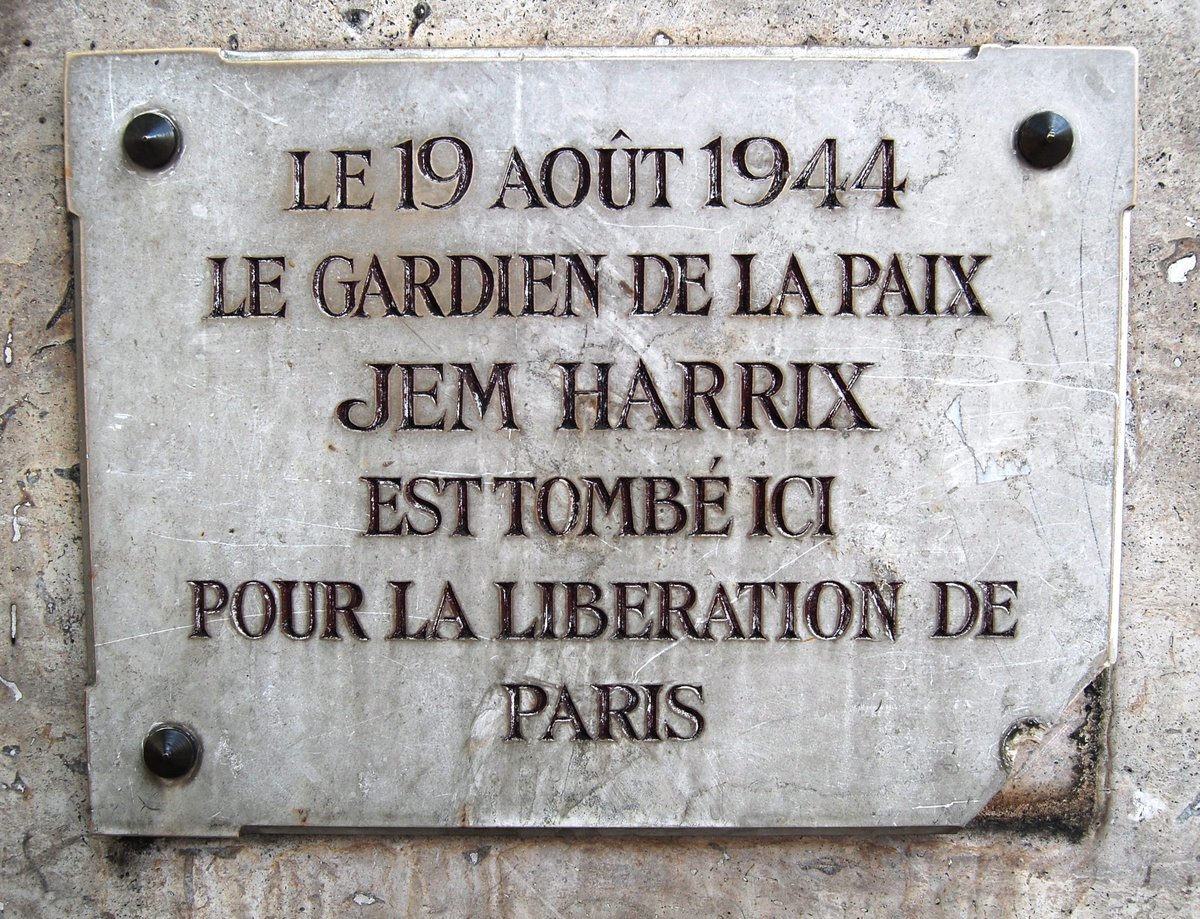 LE 19 AOÛT 1944
LE GARDIEN DE LA PAIX
JEM HARRIX
EST TOMBÉ ICI
POUR LA LIBERATION DE
PARIS